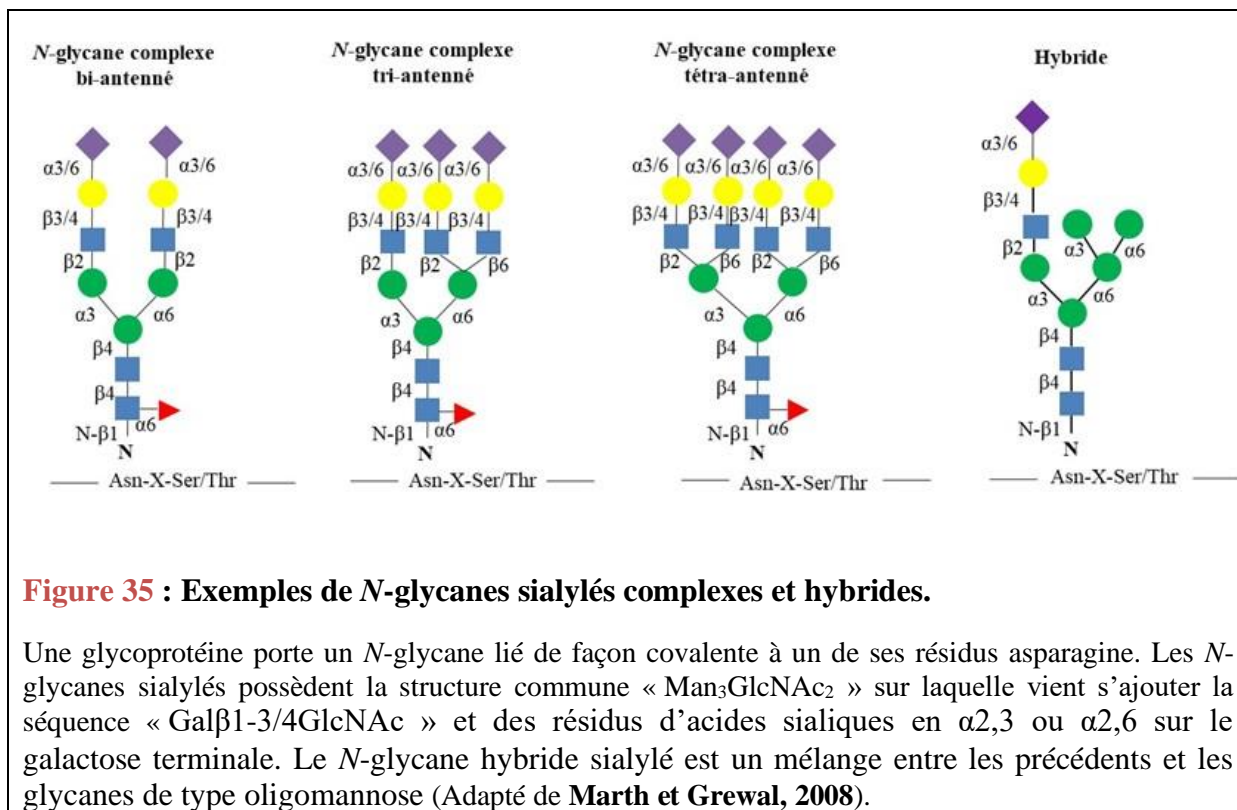 N-glycane complexe
bi-antenné
N-glycane complexe
tri-antenné
N-glycane complexe
tétra-antenné
Hybride
α3/6
α3/6
β3/4
β3/4
β2
β2
α3
α6
β4
β4
α6
N-β1
N
Asn-X-Ser/Thr
α3/6
α3/6
α3/6
β3/4
β3/4
β3/4
β2
β2
β6
α3
α6
β4
β4
α6
N-β1
N
Asn-X-Ser/Thr
α3/6
α3/6
α3/6
α3/6
β3/4
β3/4
β3/4
β3/4
β2
β6
β2
β6
α3
α6
β4
β4
α6
N-β1
N
Asn-X-Ser/Thr
α3/6
β3/4
β2
α3
α6
α3
α6
β4
β4
N-β1
N
Asn-X-Ser/Thr
Figure 35 : Exemples de N-glycanes sialylés complexes et hybrides.
Une glycoprotéine porte un N-glycane lié de façon covalente à un de ses résidus asparagine. Les N-
glycanes sialylés possèdent la structure commune « Man₃GlcNAc₂ » sur laquelle vient s’ajouter la
séquence « Galβ1-3/4GlcNAc » et des résidus d’acides sialiques en α2,3 ou α2,6 sur le
galactose terminale. Le N-glycane hybride sialylé est un mélange entre les précédents et les
glycanes de type oligomannose (Adapté de Marth et Grewal, 2008).